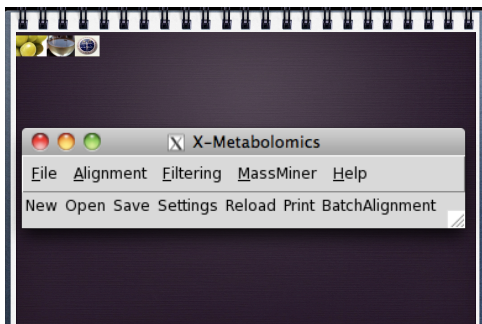 X-Metabolomics
File Alignment Filtering MassMiner Help
New Open Save Settings Reload Print BatchAlignment